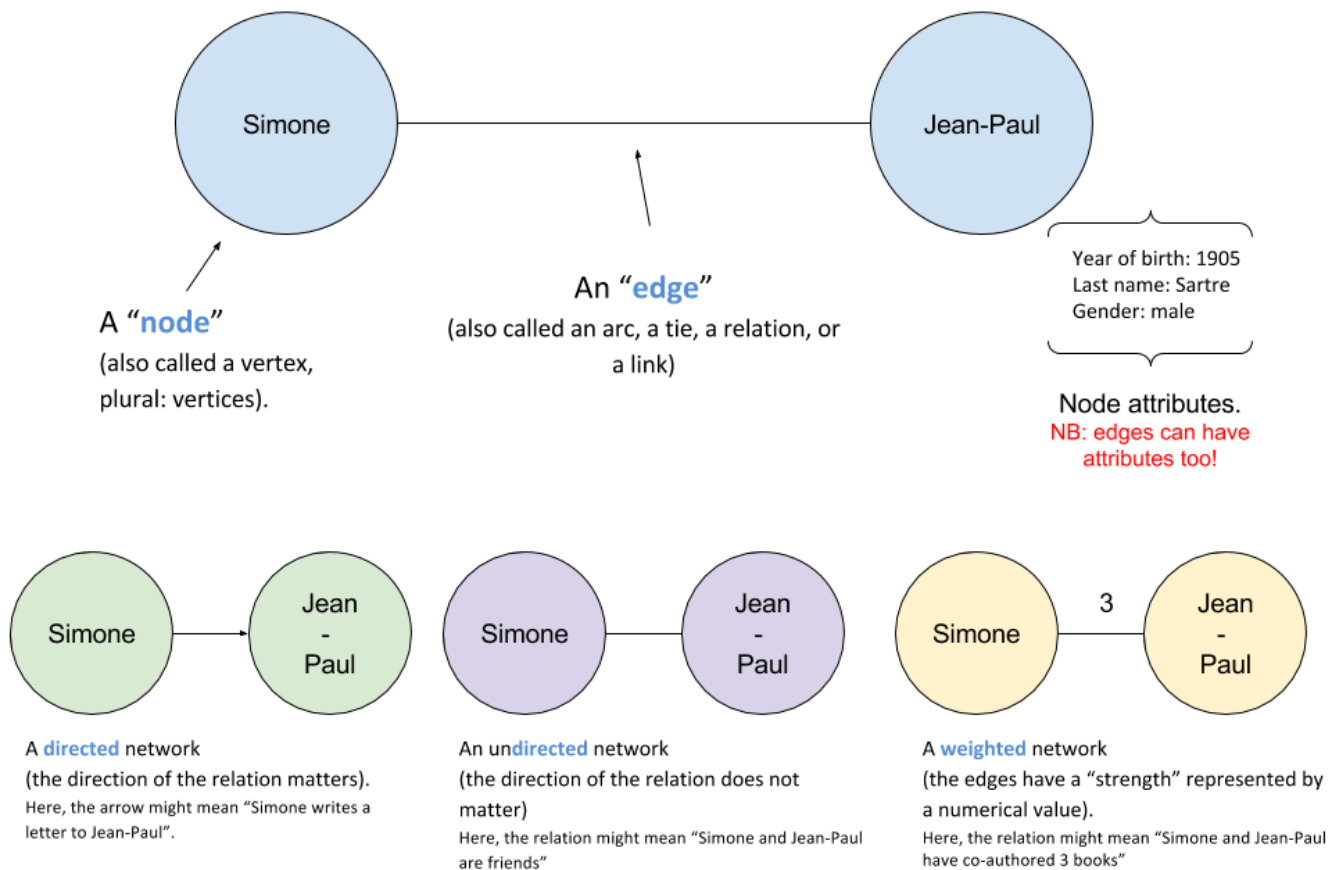 Simone
Jean-Paul
A “node”
(also called a vertex,
plural: vertices).
An “edge”
(also called an arc, a tie, a relation, or
a link)
Year of birth: 1905
Last name: Sartre
Gender: male
Node attributes.
NB: edges can have
attributes too!
Simone
Jean
-
Paul
A directed network
(the direction of the relation matters).
Here, the arrow might mean “Simone writes a
letter to Jean-Paul”.
Simone
Jean
-
Paul
An undirected network
(the direction of the relation does not
matter)
Here, the relation might mean “Simone and Jean-Paul
are friends”
Simone
3
Jean
-
Paul
A weighted network
(the edges have a “strength” represented by
a numerical value).
Here, the relation might mean “Simone and Jean-Paul
have co-authored 3 books”